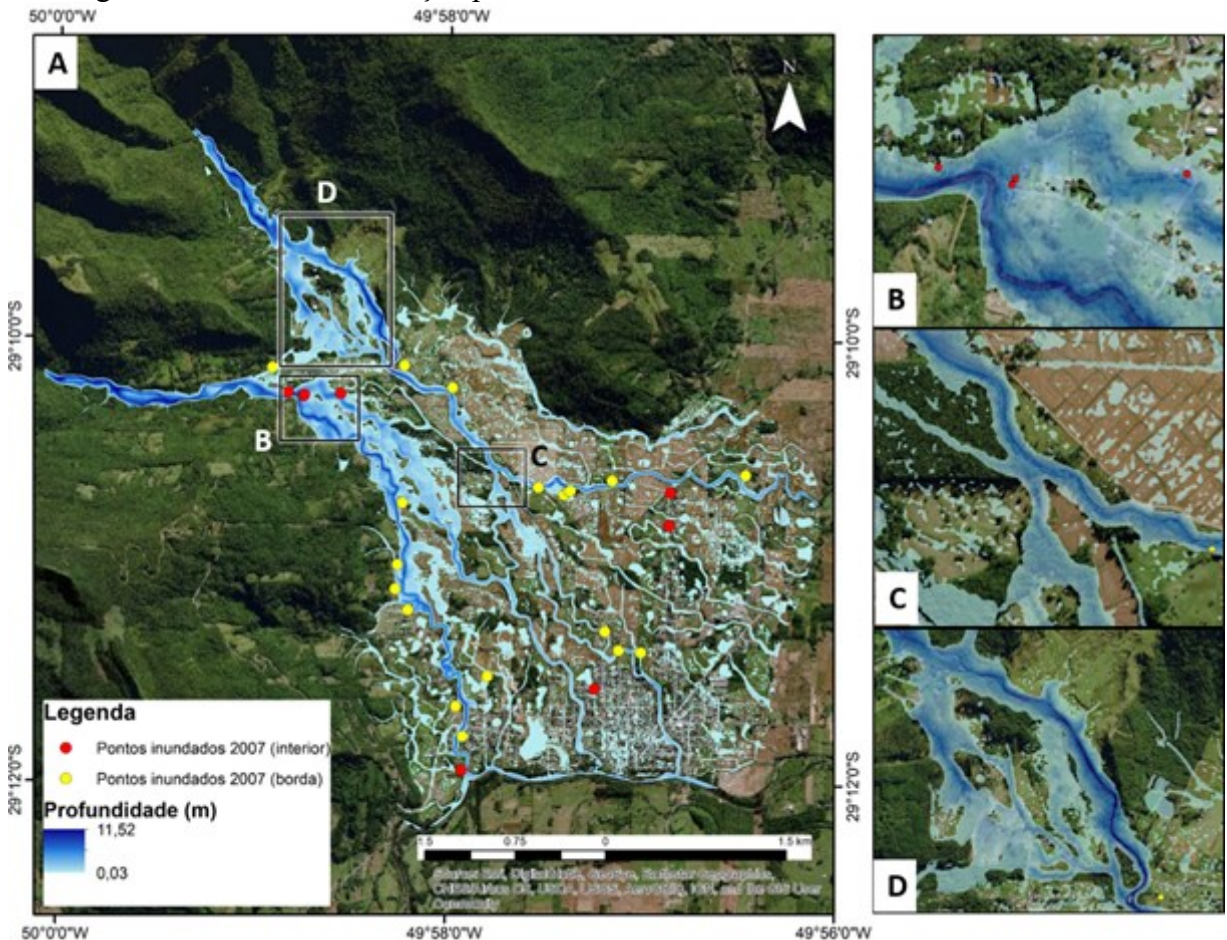 50°0'0"W
49°58'0"W
A
N
D
29°10'0"S
29°10'0"S
B
C
B
C
D
Legenda
Pontos inundados 2007 (interior)
Pontos inundados 2007 (borda)
Profundidade (m)
11,52
0,03
29°12'0"S
29°12'0"S
1.5 0.75 0 1.5 km
50°0'0"W
49°58'0"W
49°56'0"W